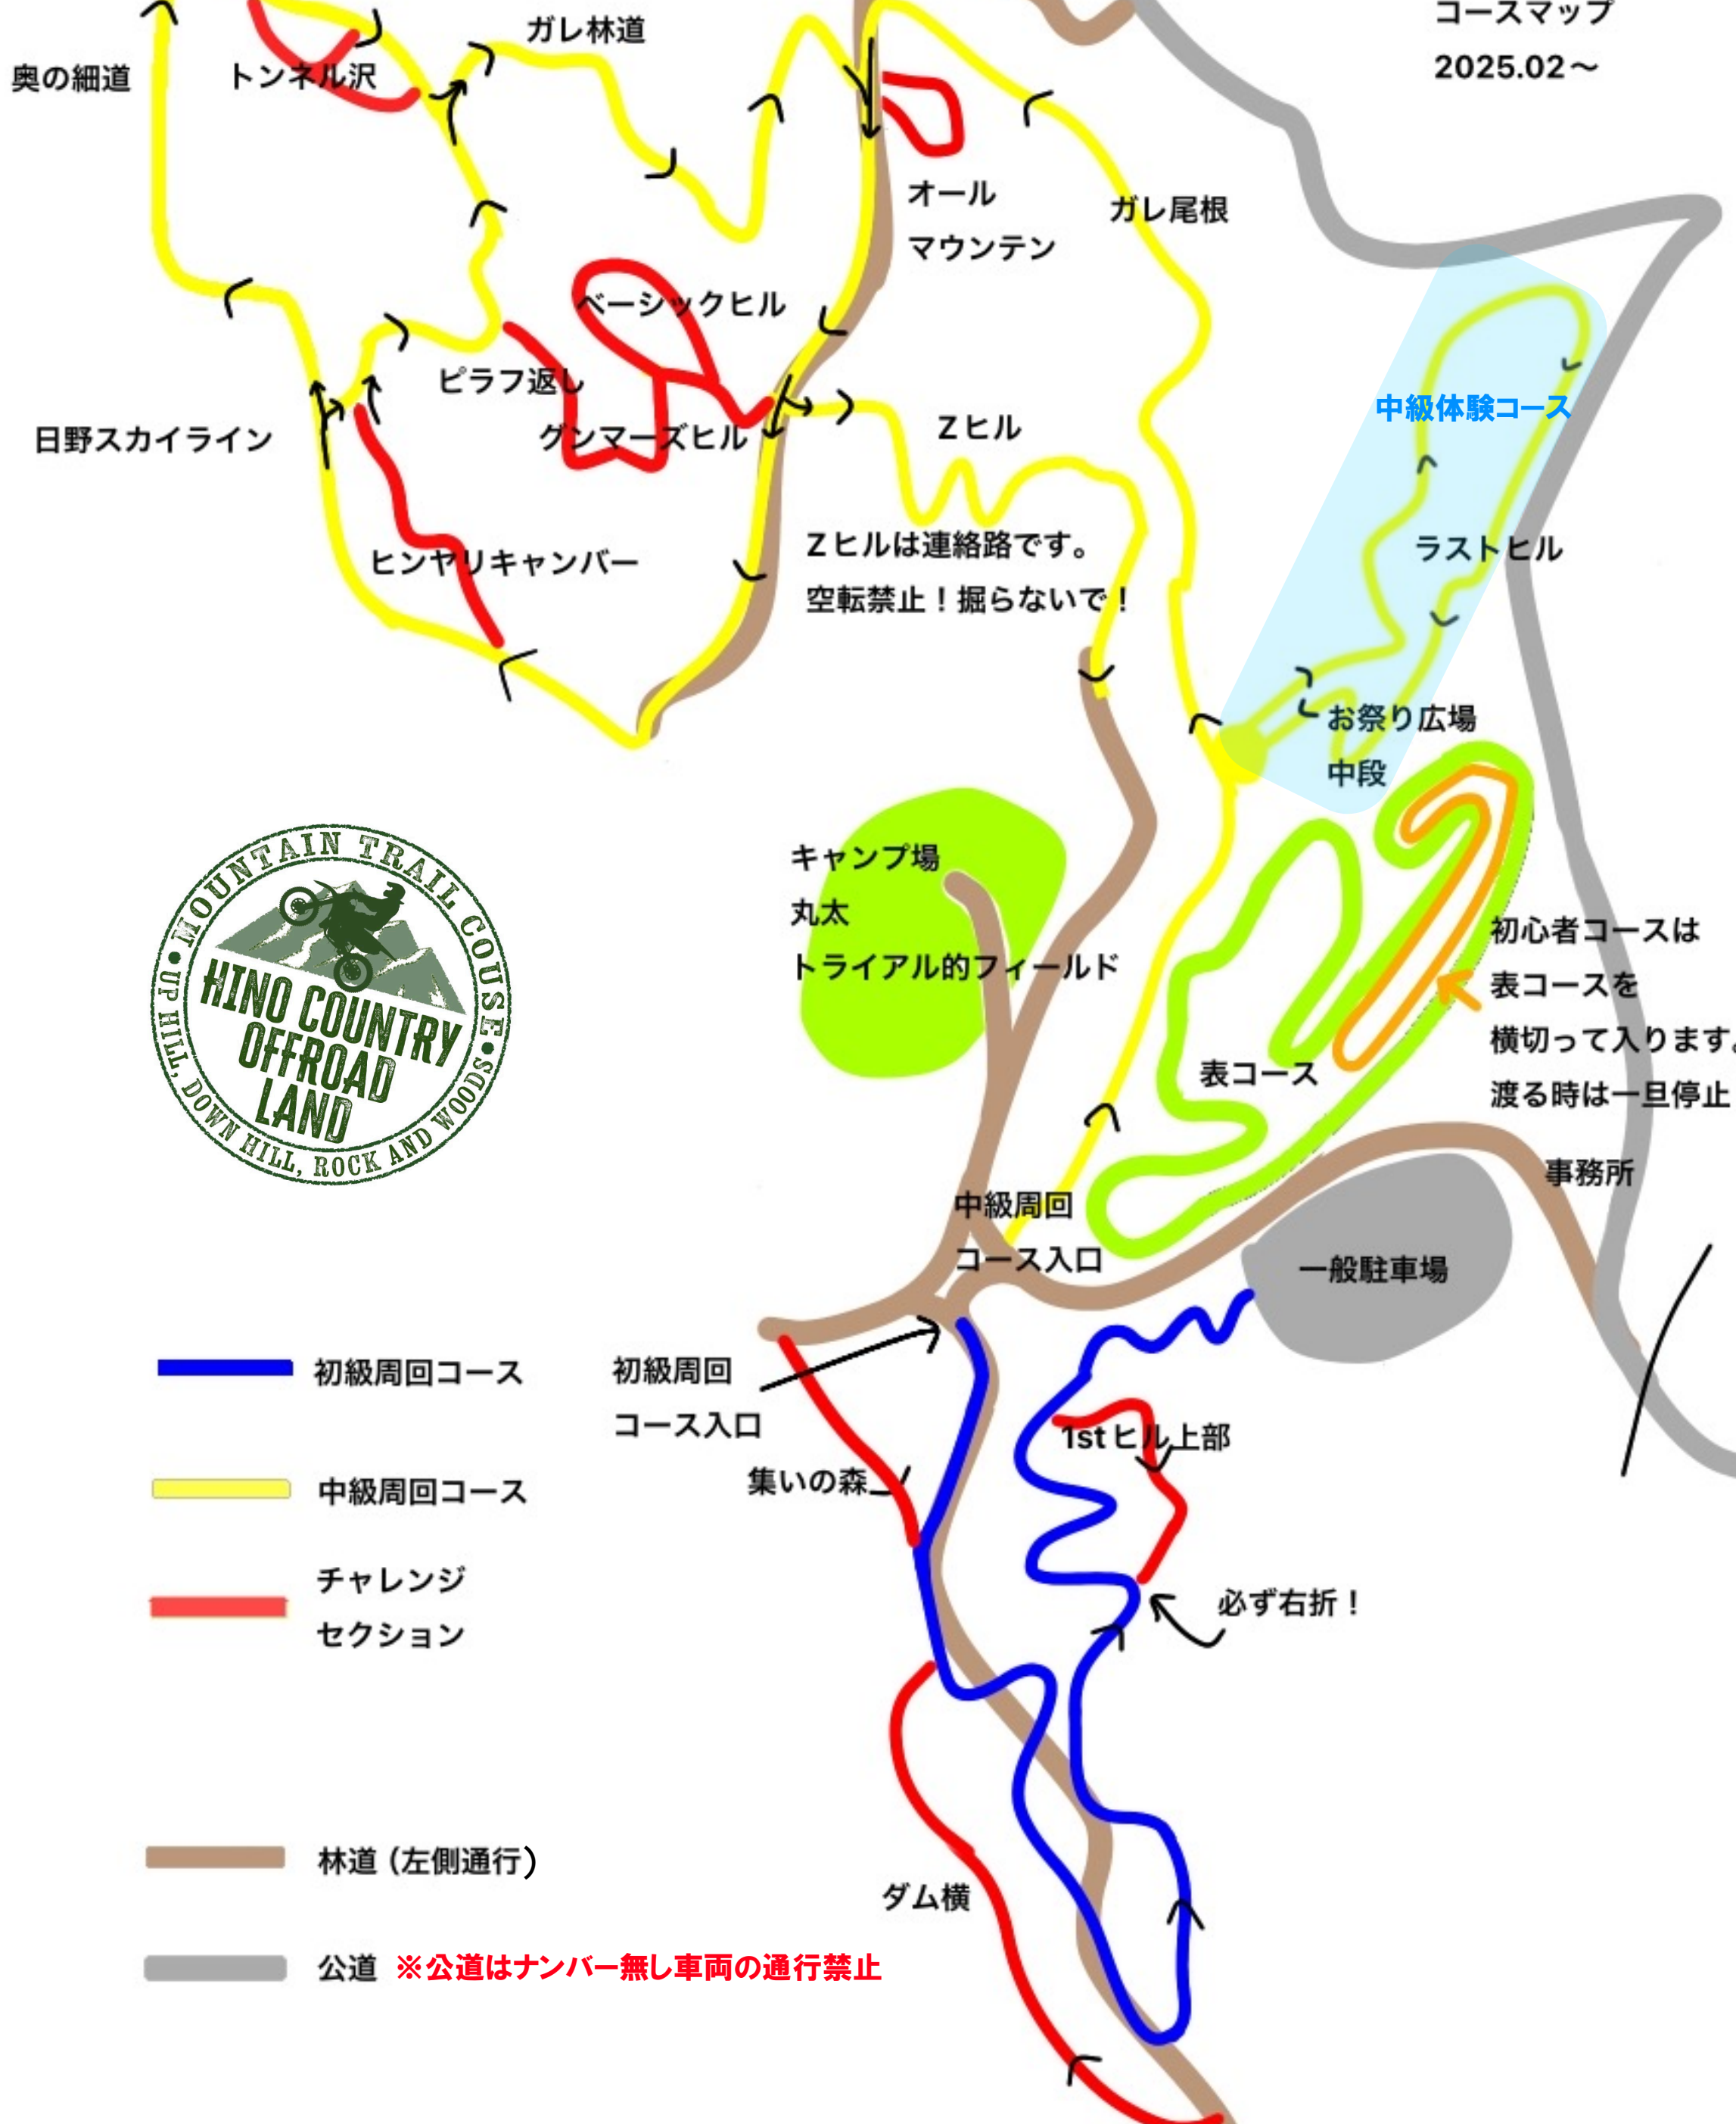 コースマップ
2025.02～
ガレ林道
奥の細道
トンネル沢
オール
マウンテン
ガレ尾根
ベーシックヒル
ピラフ返し
グンマーズヒル
日野スカイライン
Zヒル
中級体験コース
ヒンヤリキャンバー
Zヒルは連絡路です。
空転禁止！掘らないで！
ラストヒル
お祭り広場
中段
キャンプ場
丸太
トライアル的フィールド
MOUNTAIN TRAIL COUSE
HINO COUNTRY
OFFROAD
LAND
UP HILL, DOWN HILL, ROCK AND WOODS
初心者コースは
表コースを
横切って入ります。
渡る時は一旦停止
表コース
事務所
中級周回
コース入口
一般駐車場
初級周回コース
初級周回
コース入口
1stヒル上部
集いの森
中級周回コース
チャレンジ
セクション
必ず右折！
林道（左側通行）
ダム横
公道 ※公道はナンバー無し車両の通行禁止